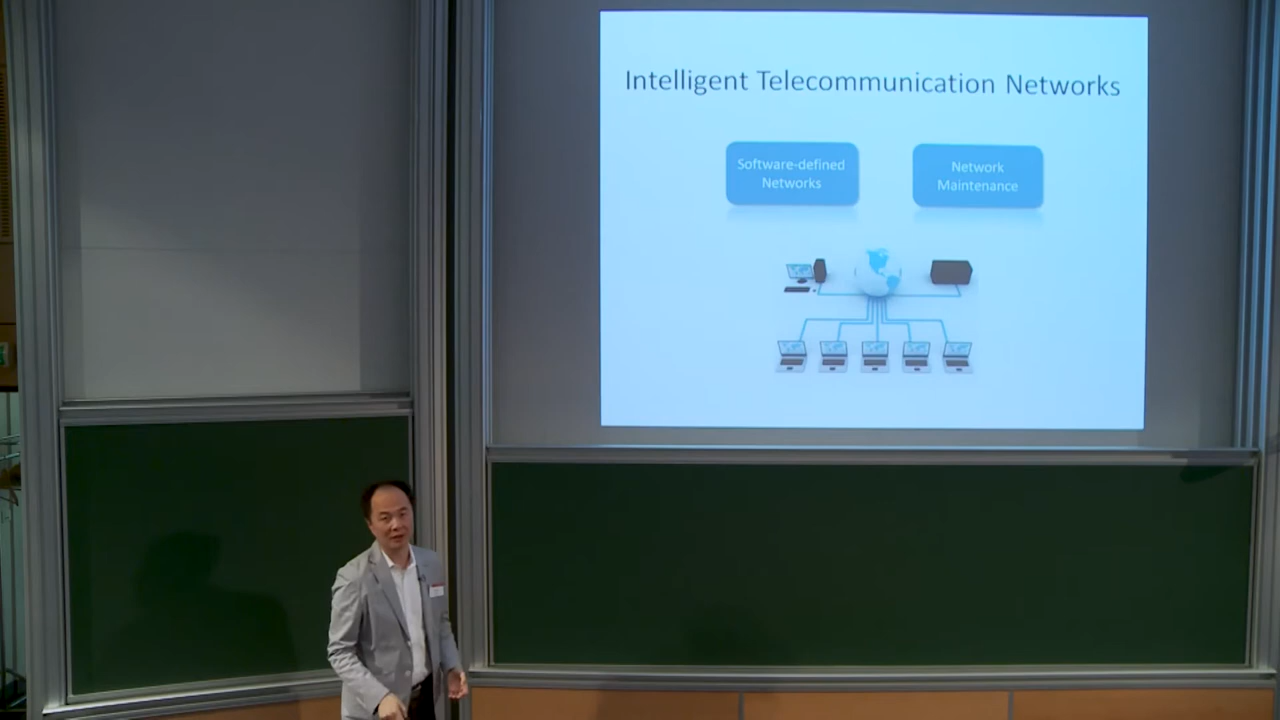 Intelligent Telecommunication Networks
Software-defined
Networks
Network
Maintenance